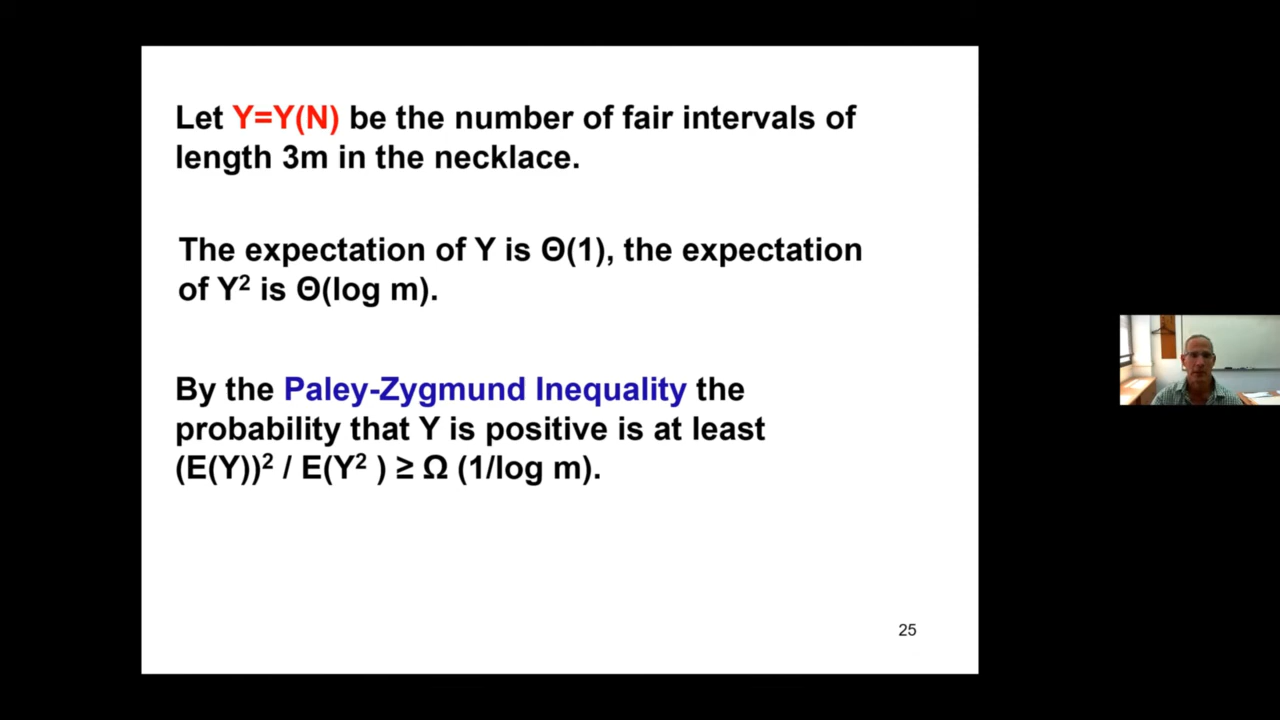 Let Y=Y(N) be the number of fair intervals of
length 3m in the necklace.
The expectation of Y is Θ(1), the expectation
of Y² is Θ(log m).
By the Paley-Zygmund Inequality the
probability that Y is positive is at least
(E(Y))² / E(Y² ) ≥ Ω (1/log m).
25